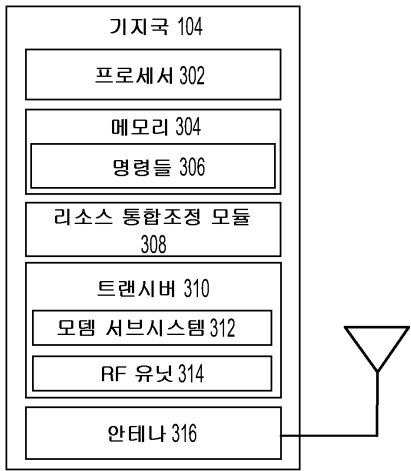 기지국 104
프로세서 302
메모리 304
명령들 306
리소스 통합조정 모듈
308
트랜시버 310
모뎀 서브시스템 312
RF 유닛 314
안테나 316